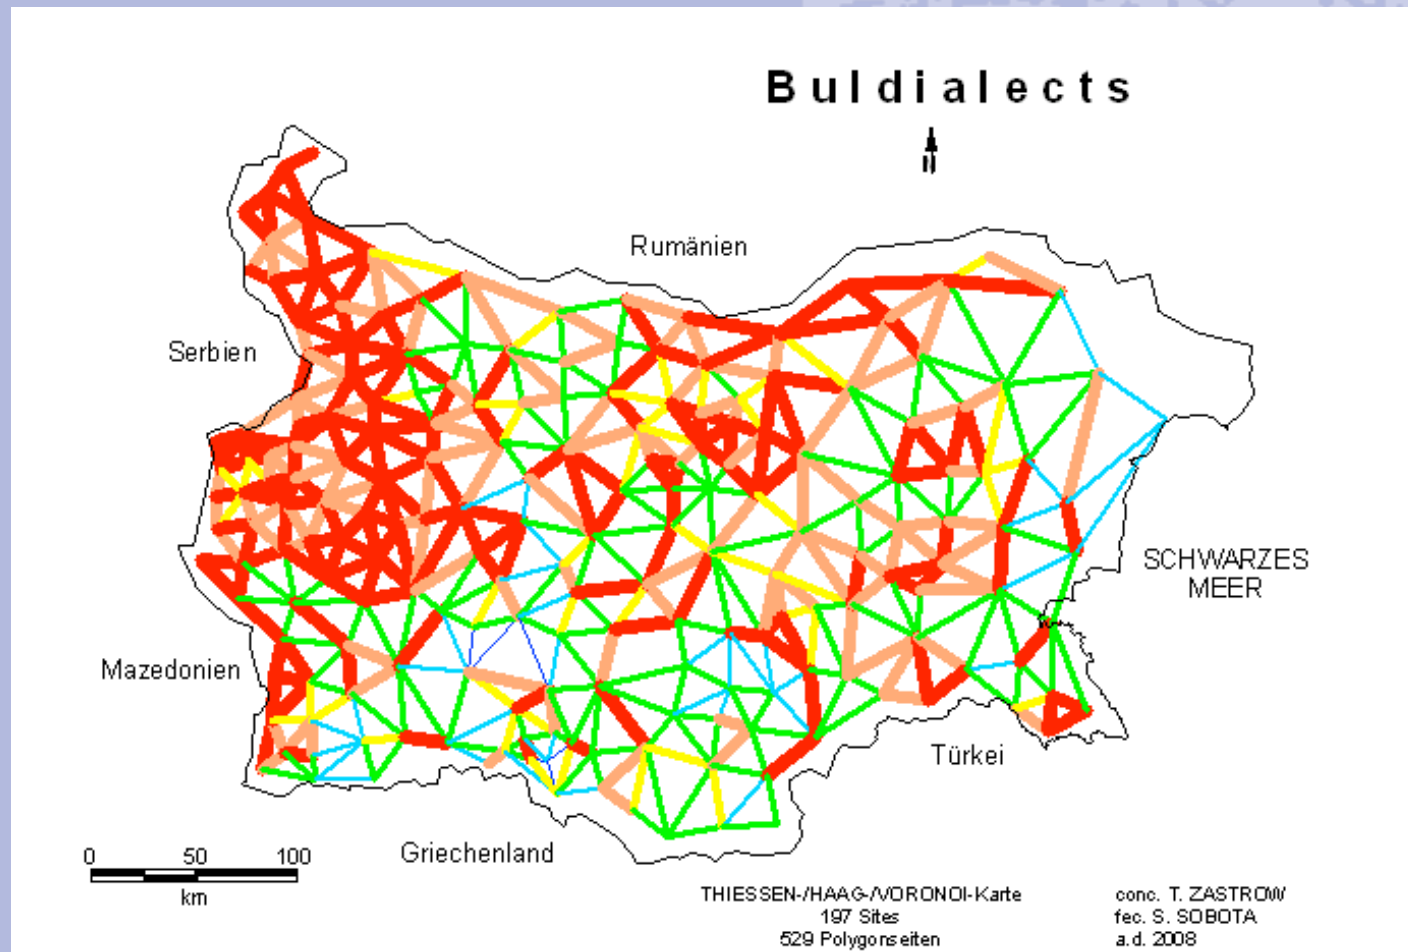 Buldialects
Rumänien
Serbien
SCHWARZES
MEER
Mazedonien
Türkei
Griechenland
0 50 100
km
THIESSEN-/HAAG-/VORONOI-Karte
197 Sites
529 Polygonseiten
conc. T. ZASTROW
fec. S. SOBOTA
a.d. 2008